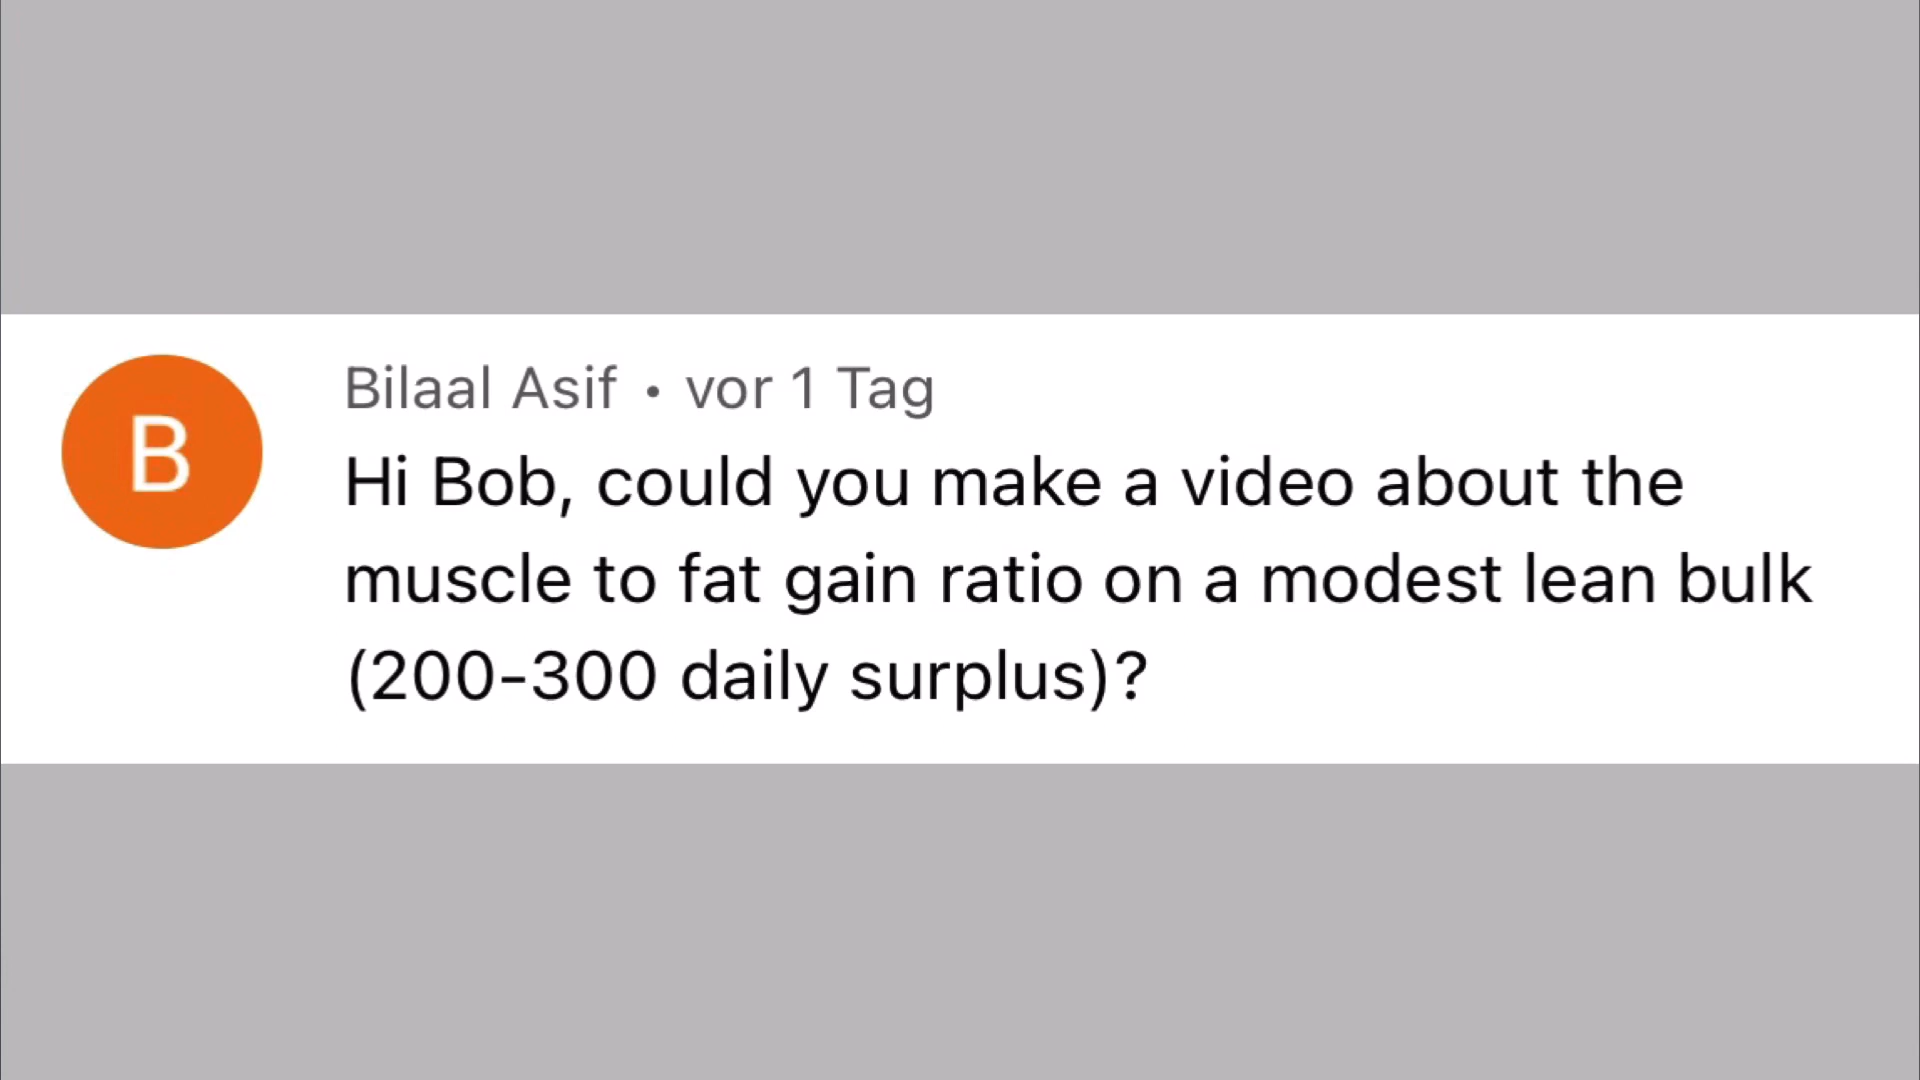 B
Bilaal Asif • vor 1 Tag
Hi Bob, could you make a video about the
muscle to fat gain ratio on a modest lean bulk
(200-300 daily surplus)?